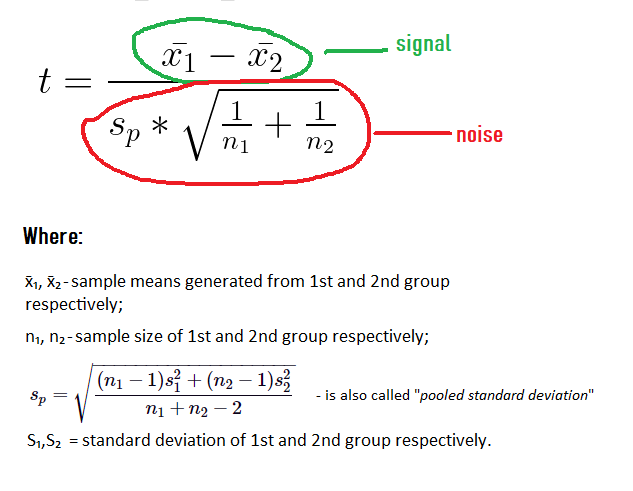 t = (x̄₁ − x̄₂) / (sₚ * √(1/n₁ + 1/n₂))
signal
noise
Where:
x̄₁, x̄₂ - sample means generated from 1st and 2nd group
respectively;
n₁, n₂ - sample size of 1st and 2nd group respectively;
sₚ = √(((n₁ − 1)s₁² + (n₂ − 1)s₂²) / (n₁ + n₂ − 2)) - is also called "pooled standard deviation"
S₁,S₂ = standard deviation of 1st and 2nd group respectively.